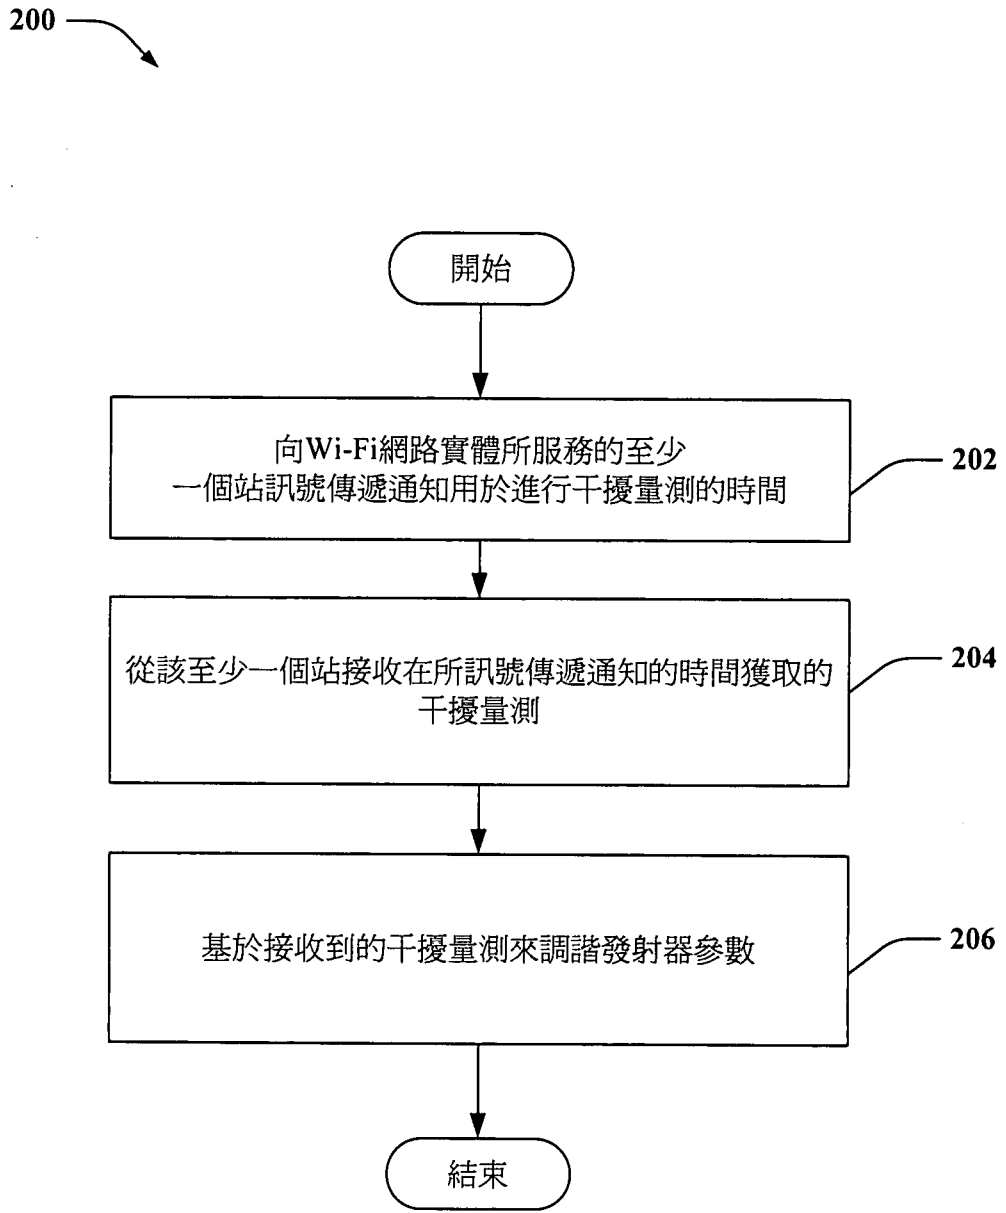 200
開始
向Wi-Fi網路實體所服務的至少
一個站訊號傳遞通知用於進行干擾量測的時間
202
從該至少一個站接收在所訊號傳遞通知的時間獲取的
干擾量測
204
基於接收到的干擾量測來調諧發射器參數
206
結束